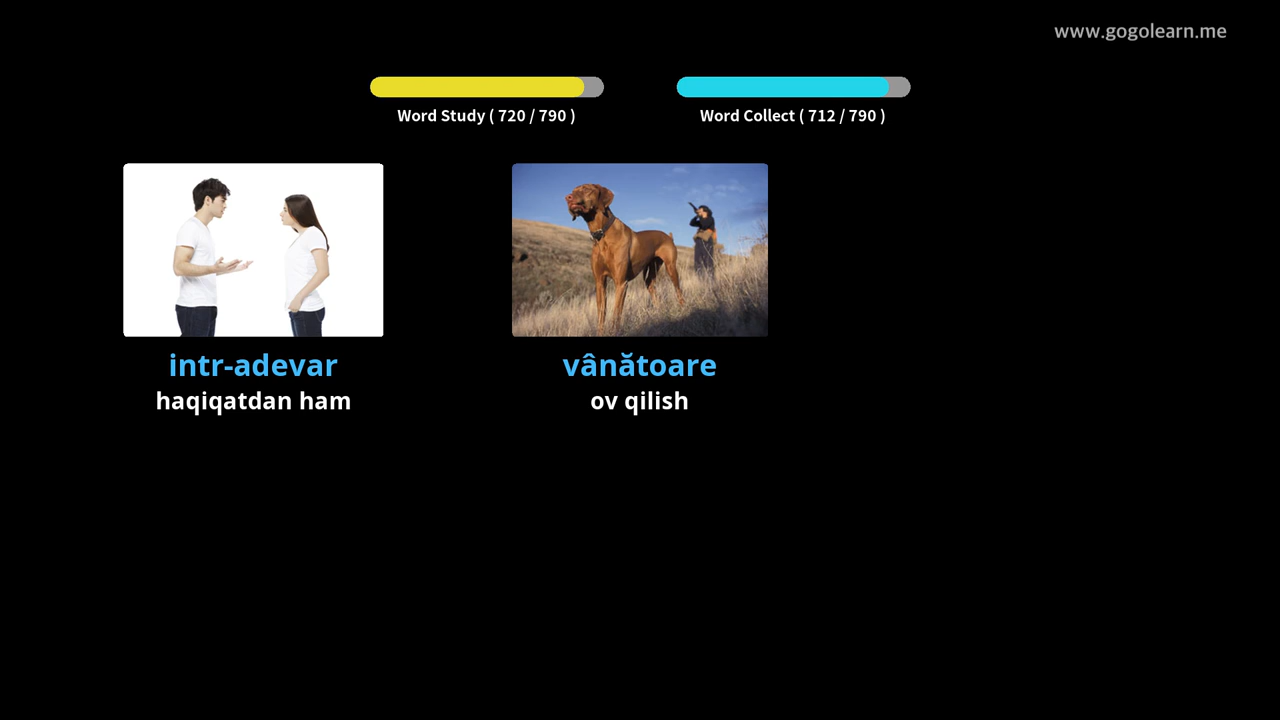 www.gogolearn.me
Word Study ( 720 / 790 )
Word Collect ( 712 / 790 )
intr-adevar
haqiqatdan ham
vânătoare
ov qilish